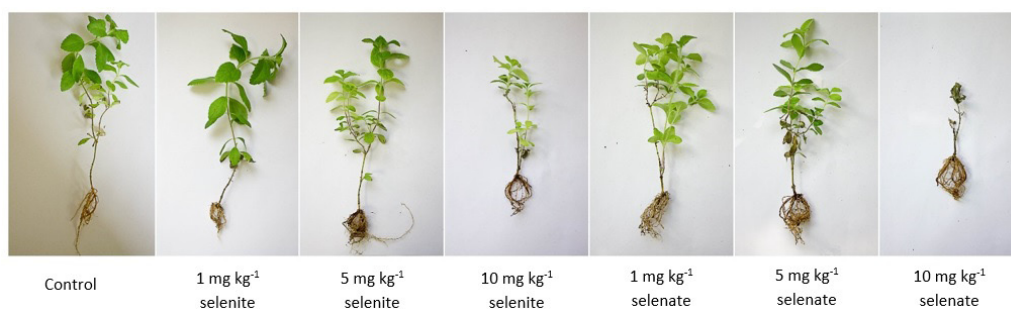 Control
1 mg kg⁻¹
selenite
5 mg kg⁻¹
selenite
10 mg kg⁻¹
selenite
1 mg kg⁻¹
selenate
5 mg kg⁻¹
selenate
10 mg kg⁻¹
selenate